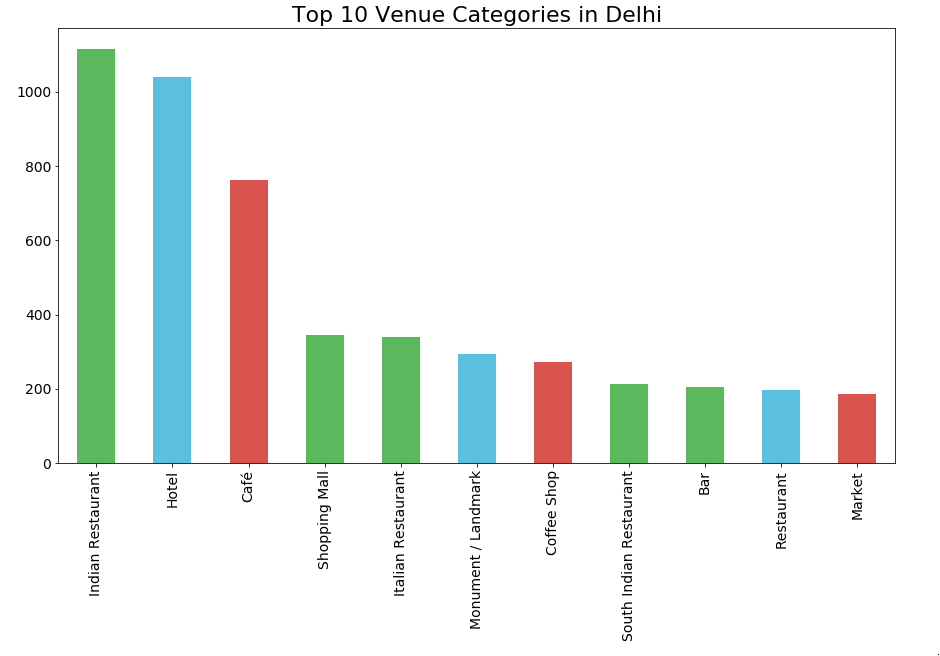 Top 10 Venue Categories in Delhi
1000
800
600
400
200
0
Indian Restaurant
Hotel
Café
Shopping Mall
Italian Restaurant
Monument / Landmark
Coffee Shop
South Indian Restaurant
Bar
Restaurant
Market